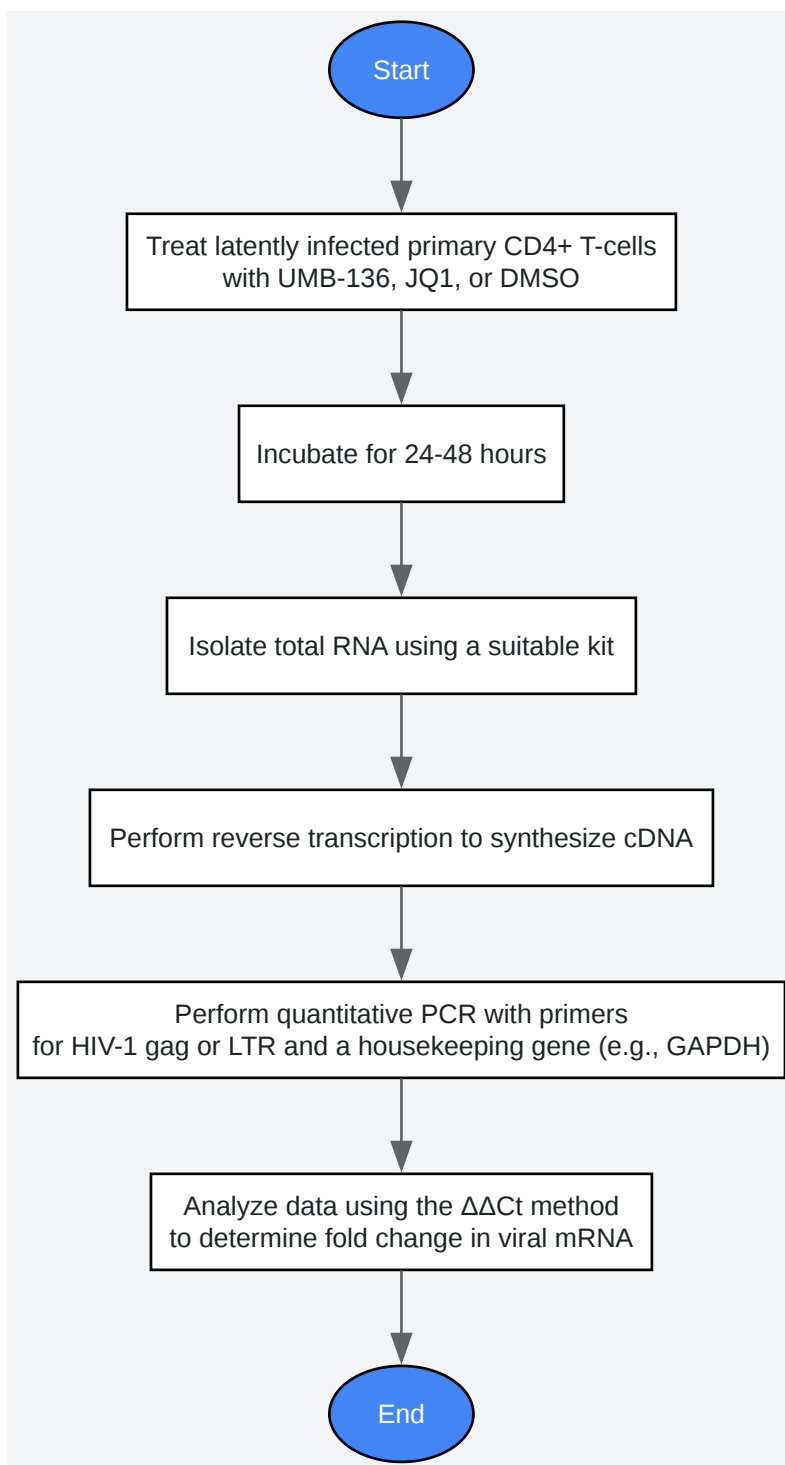 Start
Treat latently infected primary CD4+ T-cells
with UMB-136, JQ1, or DMSO
Incubate for 24-48 hours
Isolate total RNA using a suitable kit
Perform reverse transcription to synthesize cDNA
Perform quantitative PCR with primers
for HIV-1 gag or LTR and a housekeeping gene (e.g., GAPDH)
Analyze data using the ΔΔCt method
to determine fold change in viral mRNA
End